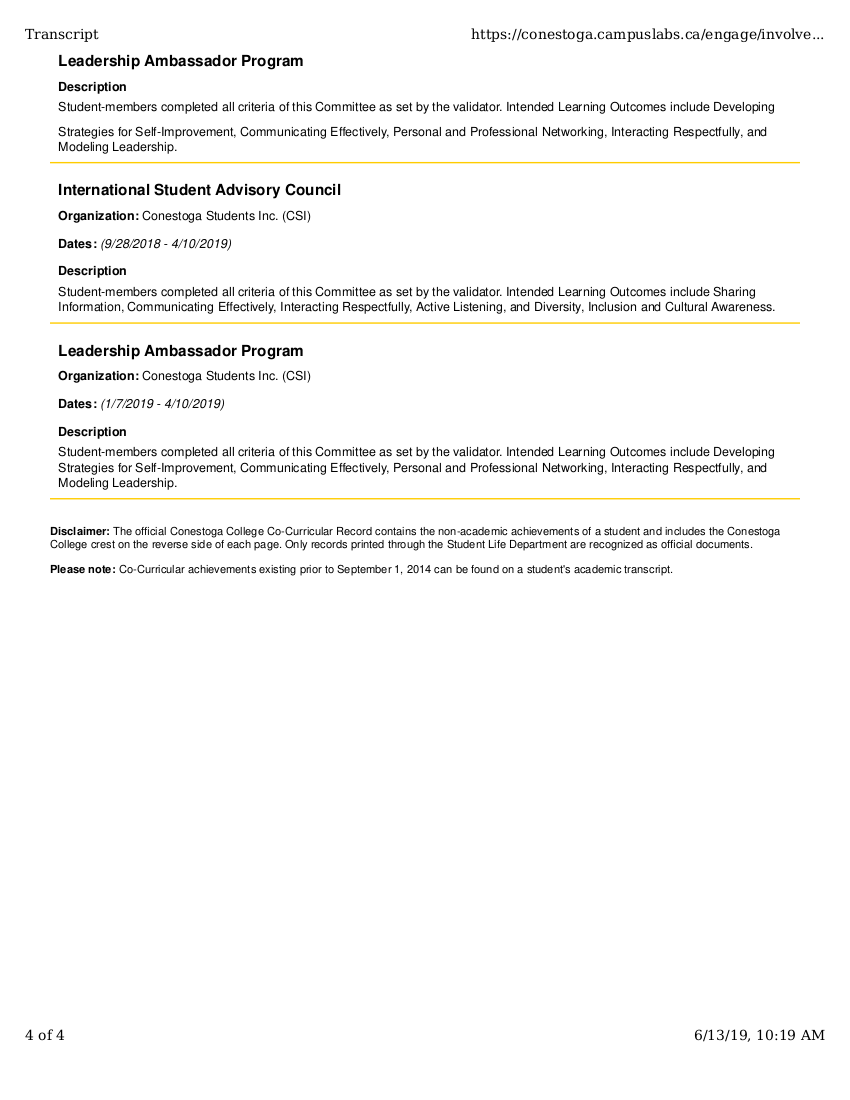 Transcript
https://conestoga.campuslabs.ca/engage/involve...
Leadership Ambassador Program
Description
Student-members completed all criteria of this Committee as set by the validator. Intended Learning Outcomes include Developing
Strategies for Self-Improvement, Communicating Effectively, Personal and Professional Networking, Interacting Respectfully, and
Modeling Leadership.
International Student Advisory Council
Organization: Conestoga Students Inc. (CSI)
Dates: (9/28/2018 - 4/10/2019)
Description
Student-members completed all criteria of this Committee as set by the validator. Intended Learning Outcomes include Sharing
Information, Communicating Effectively, Interacting Respectfully, Active Listening, and Diversity, Inclusion and Cultural Awareness.
Leadership Ambassador Program
Organization: Conestoga Students Inc. (CSI)
Dates: (1/7/2019 - 4/10/2019)
Description
Student-members completed all criteria of this Committee as set by the validator. Intended Learning Outcomes include Developing
Strategies for Self-Improvement, Communicating Effectively, Personal and Professional Networking, Interacting Respectfully, and
Modeling Leadership.
Disclaimer: The official Conestoga College Co-Curricular Record contains the non-academic achievements of a student and includes the Conestoga
College crest on the reverse side of each page. Only records printed through the Student Life Department are recognized as official documents.
Please note: Co-Curricular achievements existing prior to September 1, 2014 can be found on a student's academic transcript.
4 of 4
6/13/19, 10:19 AM